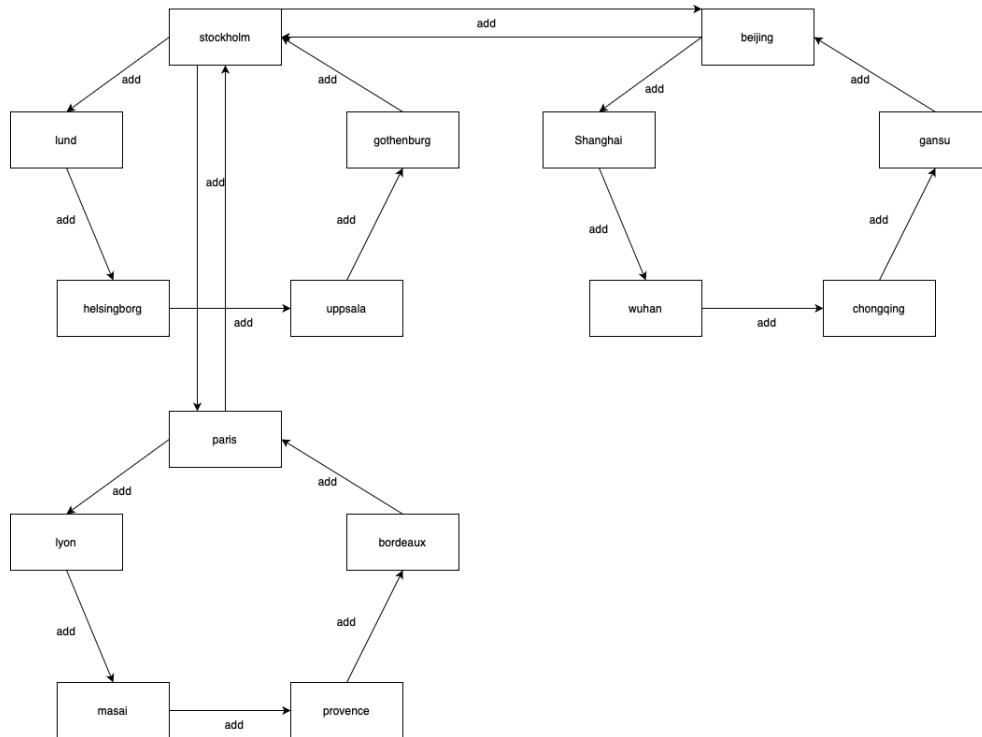 stockholm
add
beijing
add
add
lund
gothenburg
Shanghai
gansu
add
add
add
add
add
helsingborg
add
uppsala
wuhan
add
chongqing
paris
add
add
lyon
bordeaux
add
add
masai
add
provence